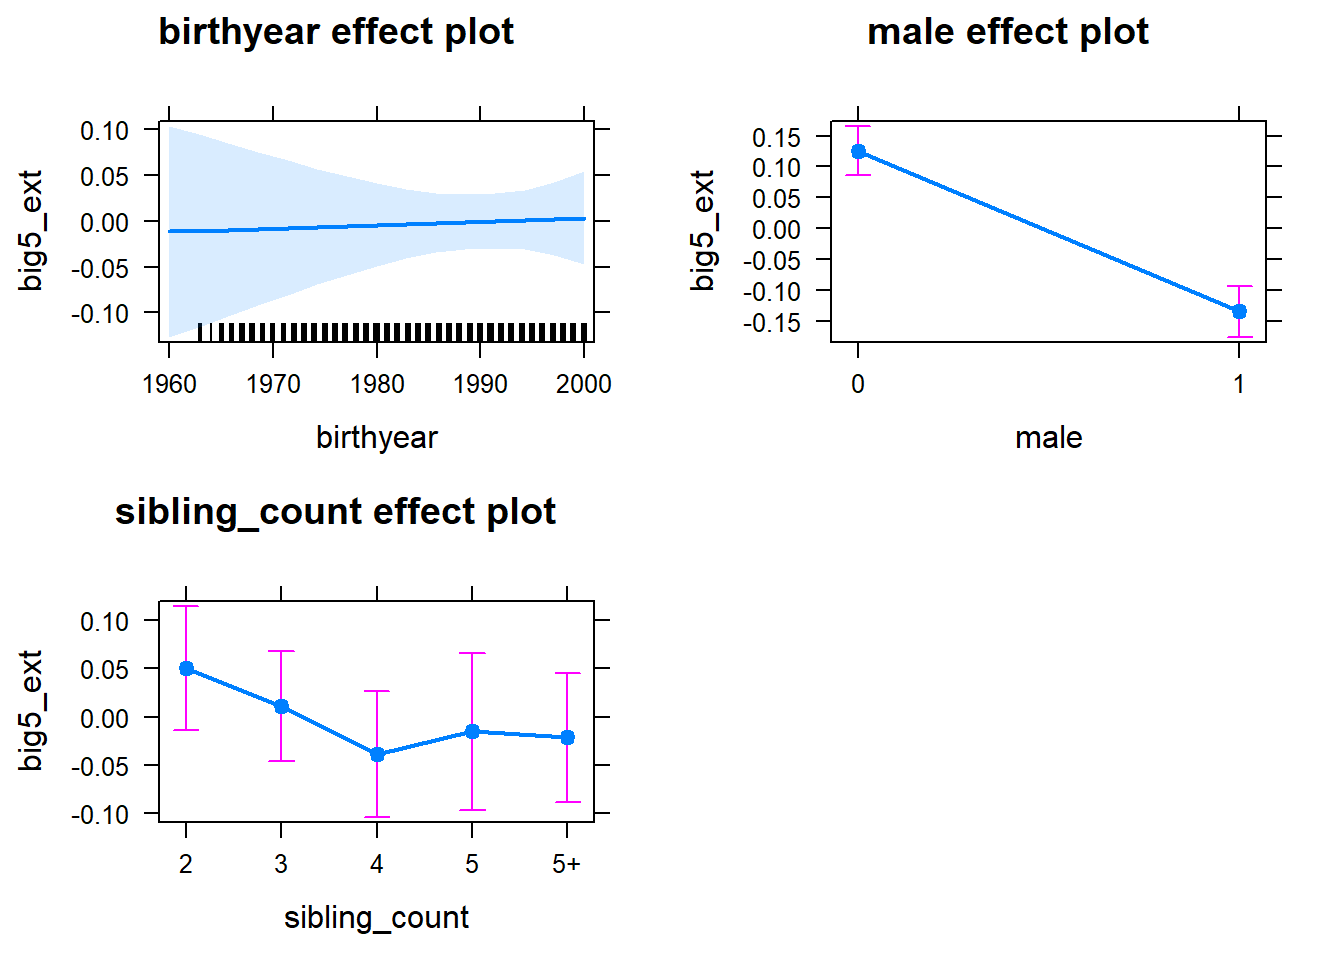 birthyear effect plot
big5_ext
0.10
0.05
0.00
-0.05
-0.10
1960 1970 1980 1990 2000
birthyear
male effect plot
big5_ext
0.15
0.10
0.05
0.00
-0.05
-0.10
-0.15
0 1
male
sibling_count effect plot
big5_ext
0.10
0.05
0.00
-0.05
-0.10
2 3 4 5 5+
sibling_count